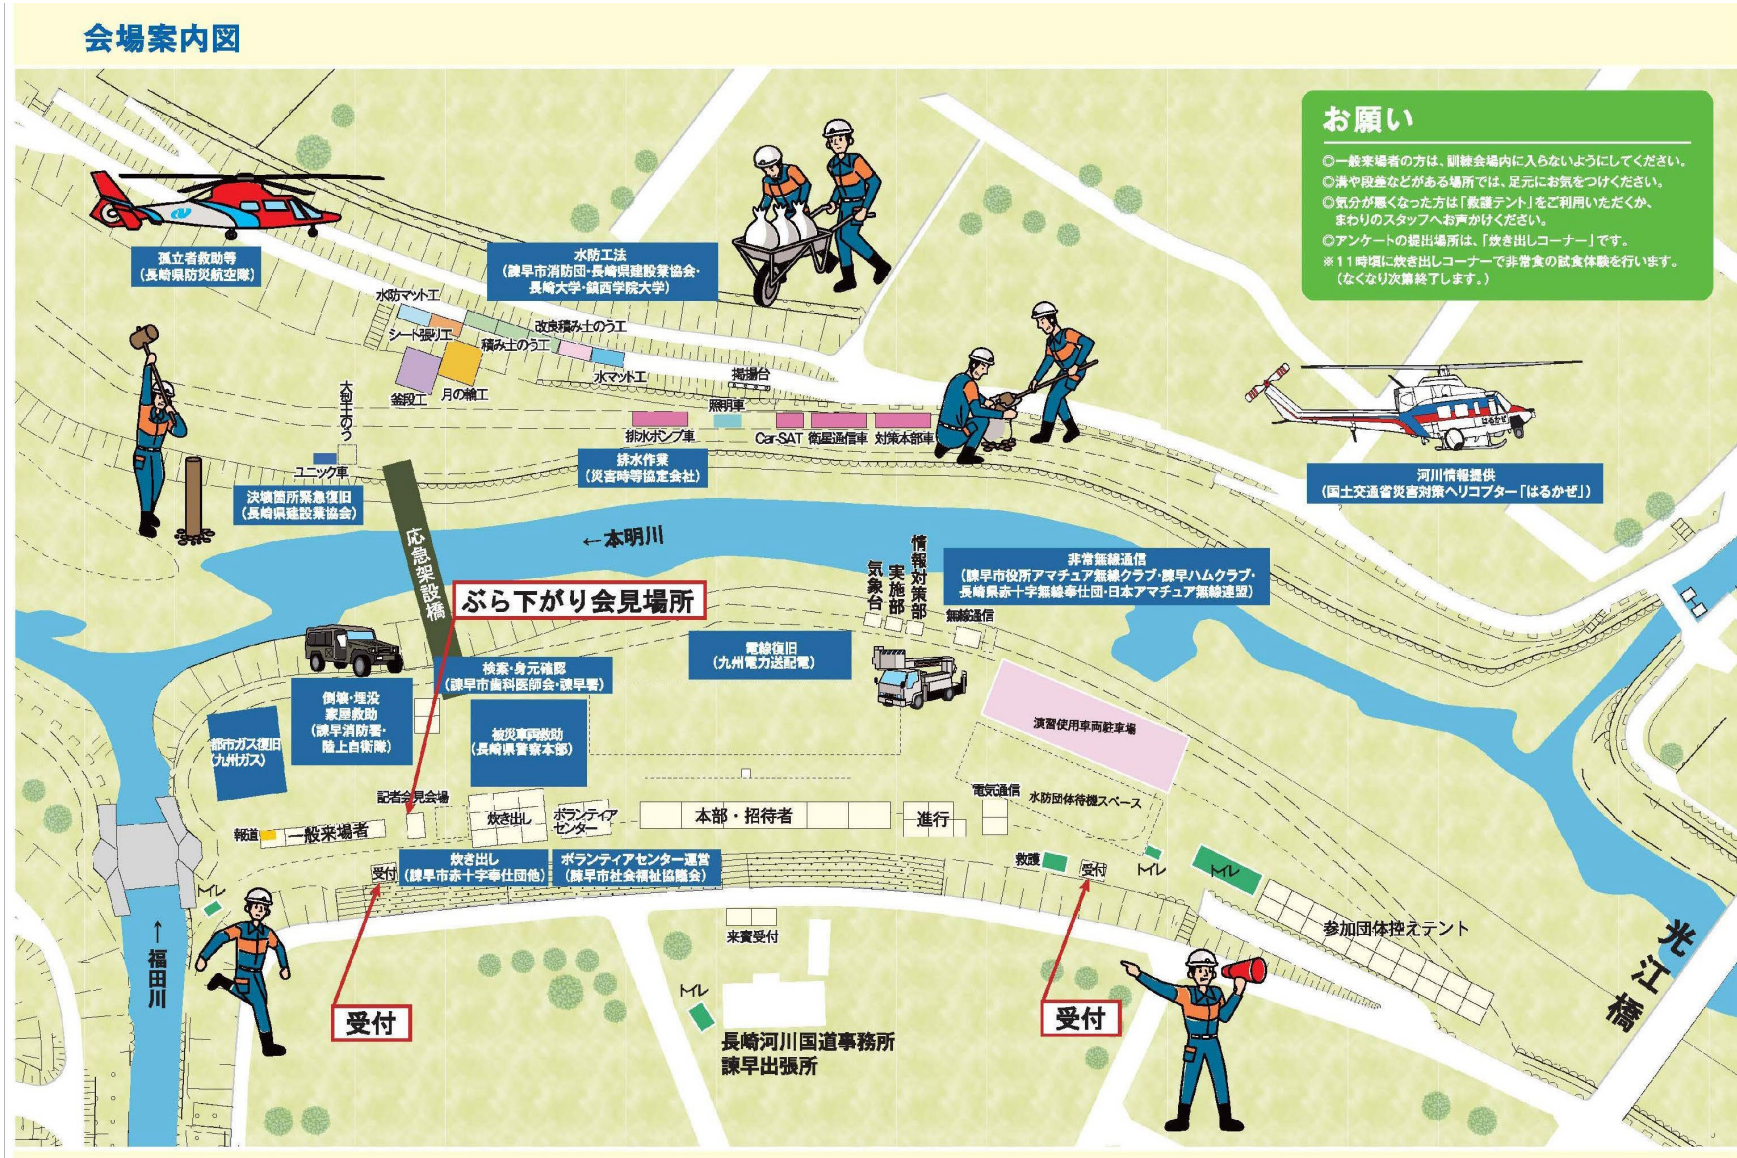 会場案内図
お願い
◎一般来場者の方は、訓練会場内に入らないようにしてください。
◎溝や段差などがある場所では、足元にお気をつけください。
◎気分が悪くなった方は「救護テント」をご利用いただくか、
まわりのスタッフへお声かけください。
◎アンケートの提出場所は、「炊き出しコーナー」です。
※11時頃に炊き出しコーナーで非常食の試食体験を行います。
(なくなり次第終了します。)
孤立者救助等
(長崎県防災航空隊)
水防工法
(諫早市消防団・長崎県建設業協会・
長崎大学・鎮西学院大学)
水防マット工
シート張り工
改良積み土のう工
積み土のう工
釜段工
月の輪工
水マット工
掲揚台
大型土のう
照明車
排水ポンプ車
Car-SAT
衛星通信車
対策本部車
ユニック車
排水作業
(災害時等協定会社)
決壊箇所緊急復旧
(長崎県建設業協会)
はるかぜ
河川情報提供
(国土交通省災害対策ヘリコプター「はるかぜ」)
応急架設橋
←本明川
気象台
実施部
情報対策部
非常無線通信
(諫早市役所アマチュア無線クラブ・諫早ハムクラブ・
長崎県赤十字無線奉仕団・日本アマチュア無線連盟)
無線通信
ぶら下がり会見場所
電線復旧
(九州電力送配電)
検案・身元確認
(諫早市歯科医師会・諫早署)
倒壊・埋没
家屋救助
(諫早消防署・
陸上自衛隊)
都市ガス復旧
(九州ガス)
被災車両救助
(長崎県警察本部)
演習使用車両駐車場
記者会見会場
電気通信
水防団体待機スペース
報道
一般来場者
炊き出し
ボランティア
センター
本部・招待者
進行
受付
炊き出し
(諫早市赤十字奉仕団他)
ボランティアセンター運営
(諫早市社会福祉協議会)
救護
受付
トイレ
トイレ
トイレ
来賓受付
参加団体控えテント
光江橋
↑福田川
トイレ
受付
受付
長崎河川国道事務所
諫早出張所